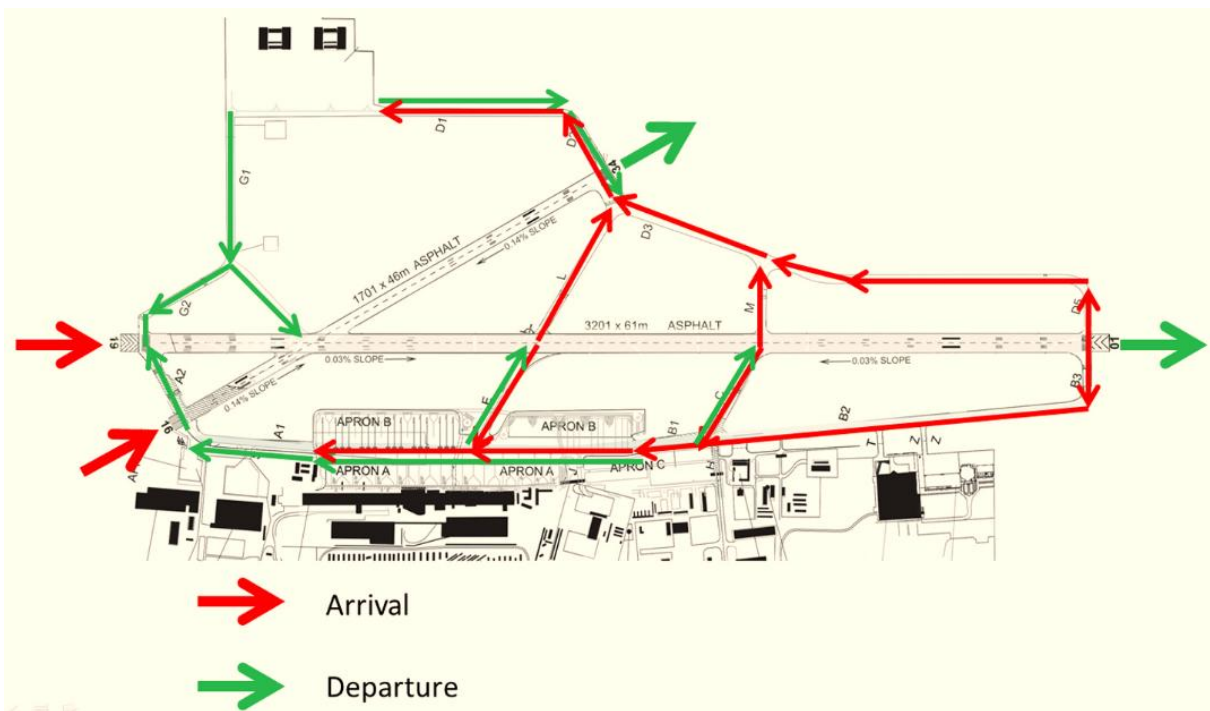 D1
D2
34
G1
0.14% SLOPE
D3
1701 x 46m ASPHALT
L
G2
M
D5
19
3201 x 61m ASPHALT
01
0.03% SLOPE
0.03% SLOPE
A2
0.14% SLOPE
B3
E
C
16
A1
APRON B
APRON B
B1
B2
APRON A
APRON A
APRON C
J
H
T
Z
Z
Arrival
Departure